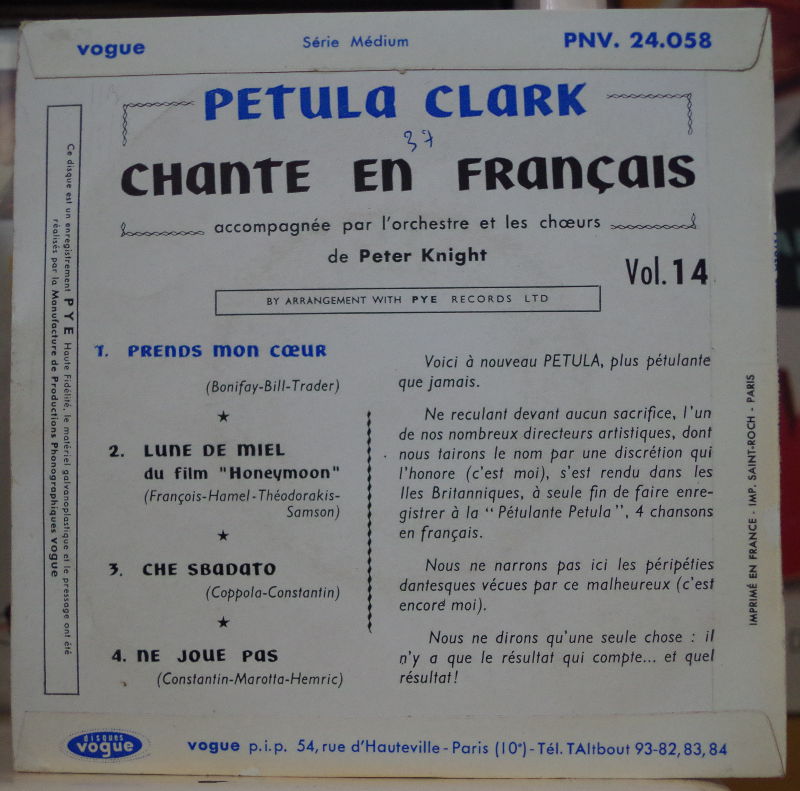 vogue Série Médium PNV. 24.058
PETULA CLARK
37
CHANTE EN FRANÇAIS
accompagnée par l'orchestre et les chœurs
de Peter Knight
Vol. 14
BY ARRANGEMENT WITH PYE RECORDS LTD
1. PRENDS MON CŒUR
(Bonifay-Bill-Trader)
★
2. LUNE DE MIEL
du film "Honeymoon"
(François-Hamel-Théodorakis-
Samson)
★
3. CHE SBADATO
(Coppola-Constantin)
★
4. NE JOUE PAS
(Constantin-Marotta-Hemric)
Voici à nouveau PETULA, plus pétulante
que jamais.
Ne reculant devant aucun sacrifice, l'un
de nos nombreux directeurs artistiques, dont
nous tairons le nom par une discrétion qui
l'honore (c'est moi), s'est rendu dans les
Iles Britanniques, à seule fin de faire enre-
gistrer à la "Pétulante Petula", 4 chansons
en français.
Nous ne narrons pas ici les péripéties
dantesques vécues par ce malheureux (c'est
encore moi).
Nous ne dirons qu'une seule chose : il
n'y a que le résultat qui compte... et quel
résultat !
Ce disque est un enregistrement PYE Haute Fidélité, le matériel galvanoplastique et le pressage ont été
réalisés par la Manufacture de Productions Phonographiques vogue
IMPRIMÉ EN FRANCE - IMP. SAINT-ROCH - PARIS
disques
vogue
vogue p.i.p. 54, rue d'Hauteville - Paris (10e) - Tél. TAItbout 93-82, 83, 84